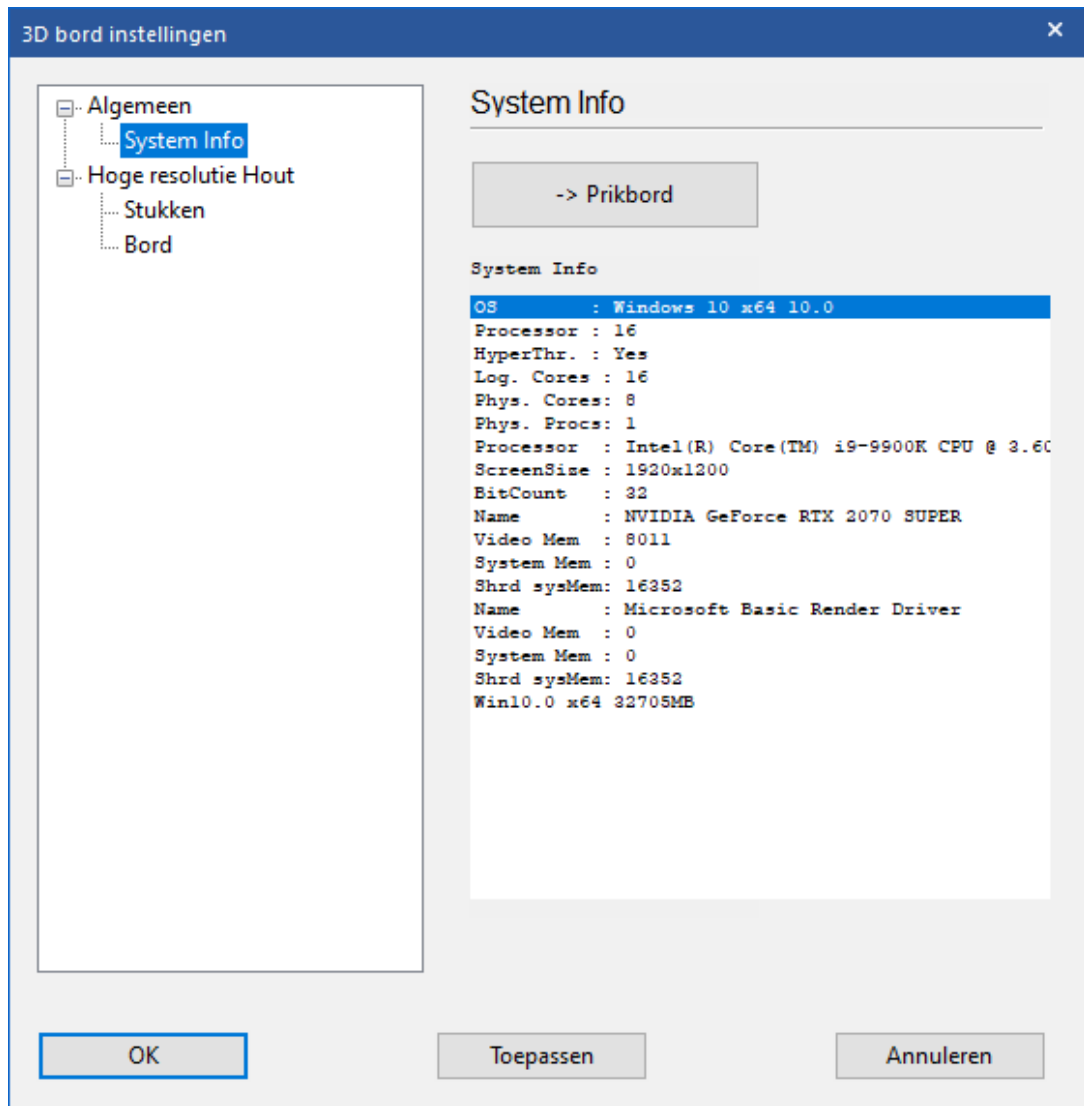 3D bord instellingen
Algemeen
System Info
Hoge resolutie Hout
Stukken
Bord
System Info
-> Prikbord
System Info
OS : Windows 10 x64 10.0
Processor : 16
HyperThr. : Yes
Log. Cores : 16
Phys. Cores: 8
Phys. Procs: 1
Processor : Intel(R) Core(TM) i9-9900K CPU @ 3.60
ScreenSize : 1920x1200
BitCount : 32
Name : NVIDIA GeForce RTX 2070 SUPER
Video Mem : 8011
System Mem : 0
Shrd sysMem: 16352
Name : Microsoft Basic Render Driver
Video Mem : 0
System Mem : 0
Shrd sysMem: 16352
Win10.0 x64 32705MB
OK
Toepassen
Annuleren